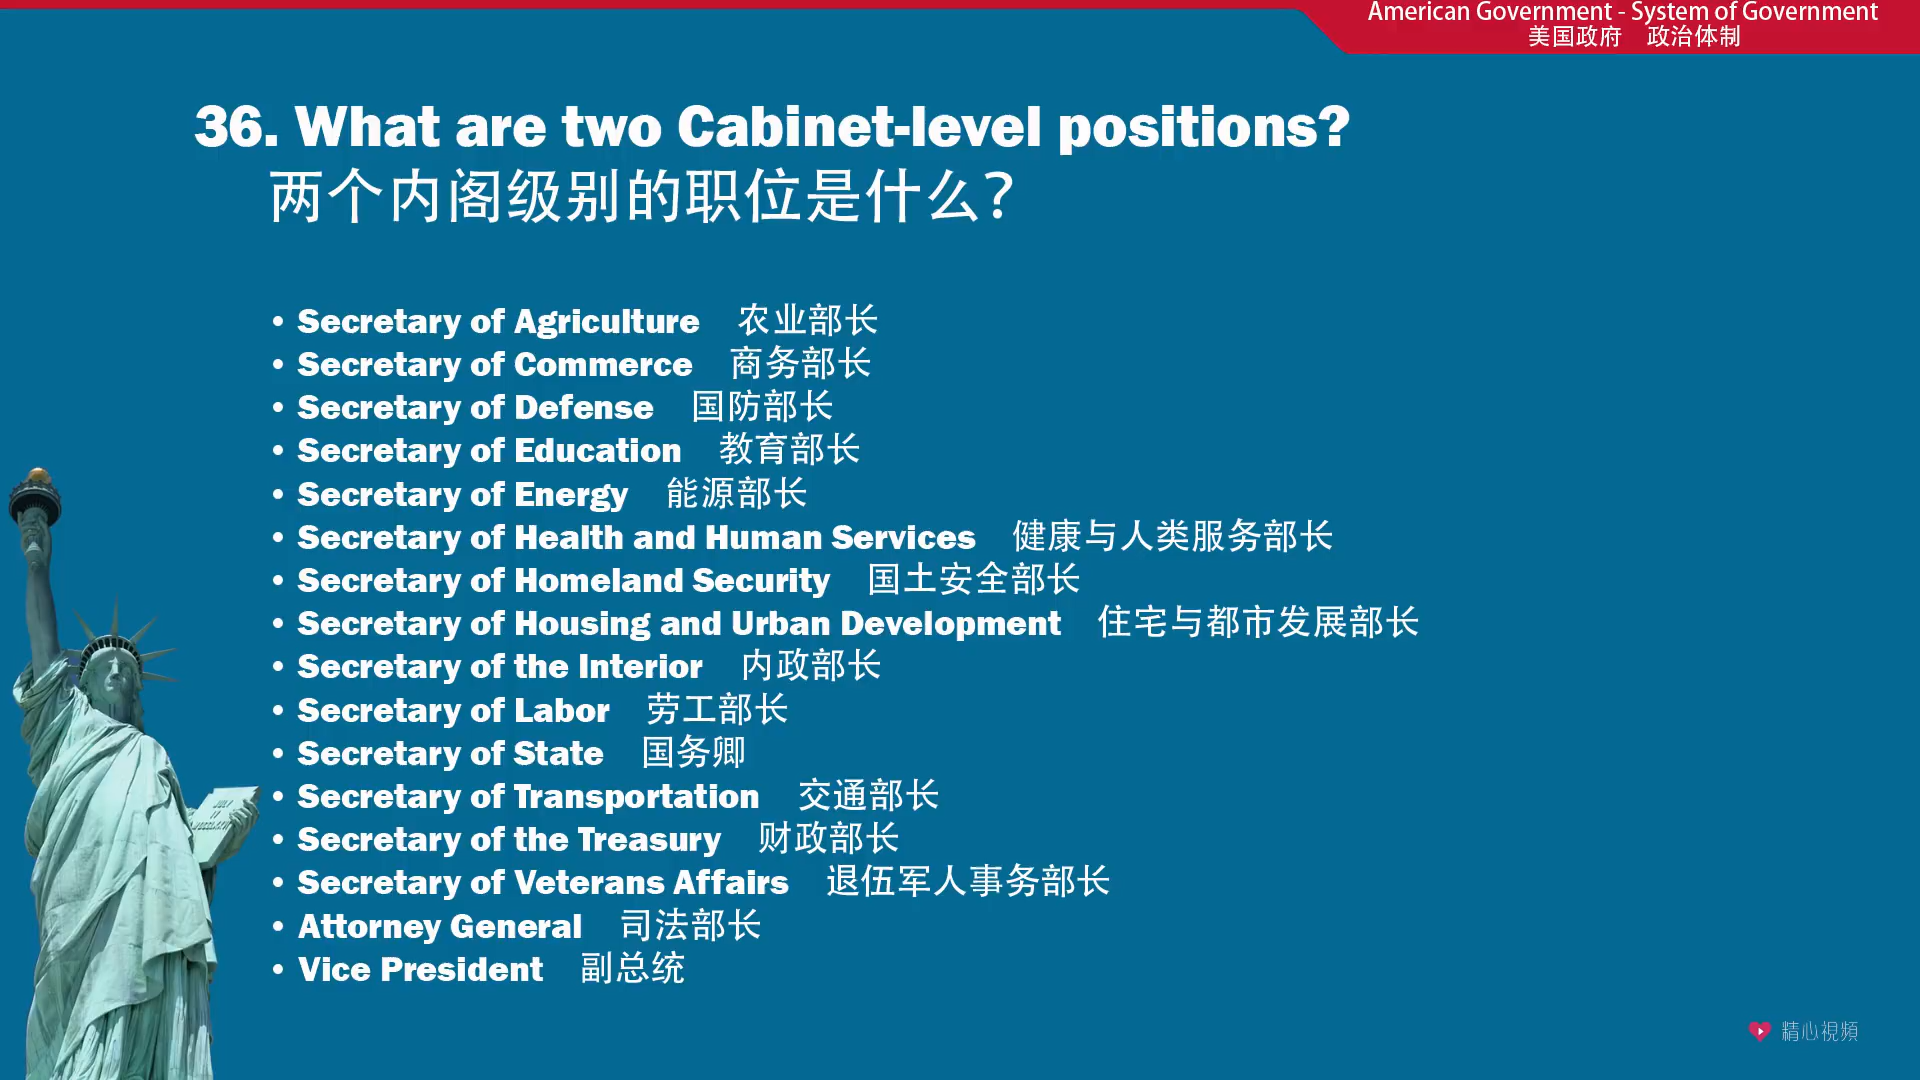 American Government - System of Government
美国政府　政治体制
36. What are two Cabinet-level positions?
两个内阁级别的职位是什么?
• Secretary of Agriculture　农业部长
• Secretary of Commerce　商务部长
• Secretary of Defense　国防部长
• Secretary of Education　教育部长
• Secretary of Energy　能源部长
• Secretary of Health and Human Services　健康与人类服务部长
• Secretary of Homeland Security　国土安全部长
• Secretary of Housing and Urban Development　住宅与都市发展部长
• Secretary of the Interior　内政部长
• Secretary of Labor　劳工部长
• Secretary of State　国务卿
• Secretary of Transportation　交通部长
• Secretary of the Treasury　财政部长
• Secretary of Veterans Affairs　退伍军人事务部长
• Attorney General　司法部长
• Vice President　副总统
JULY
IV
精心視頻